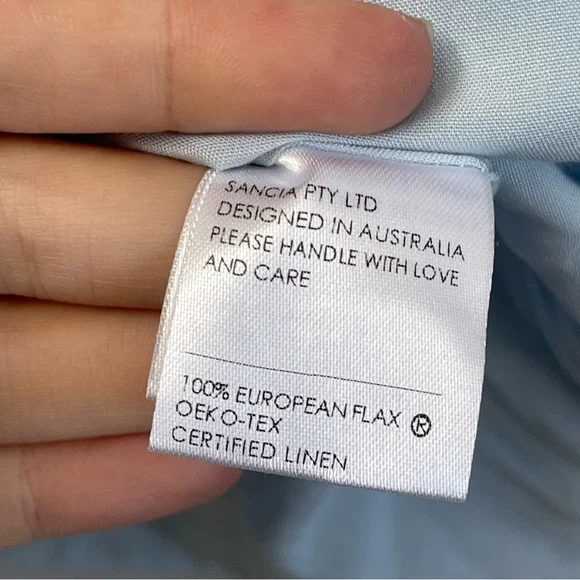 SANCIA PTY LTD
DESIGNED IN AUSTRALIA
PLEASE HANDLE WITH LOVE
AND CARE
100% EUROPEAN FLAX ®
OEKO-TEX
CERTIFIED LINEN